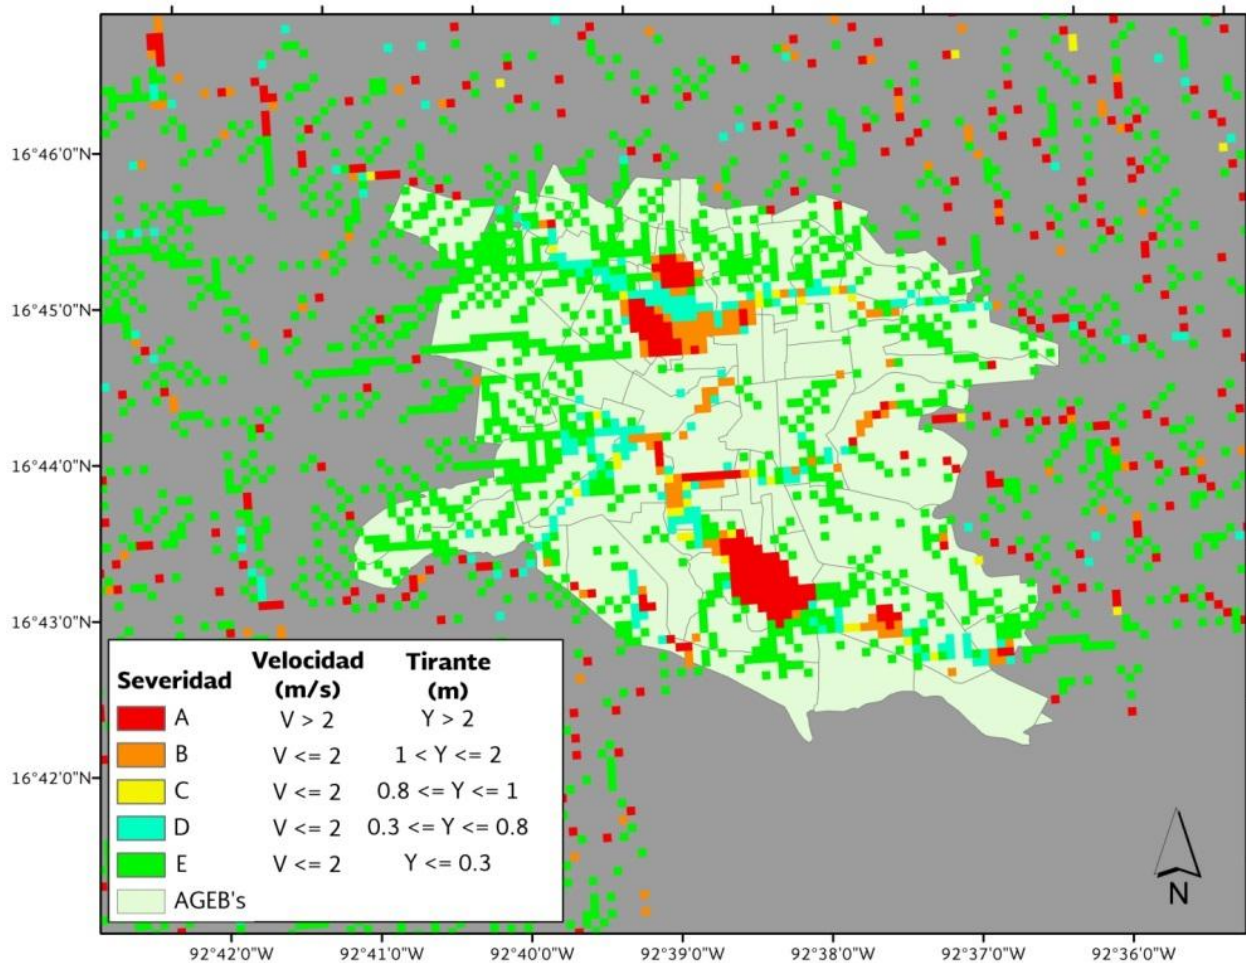 16°46'0"N
16°45'0"N
16°44'0"N
16°43'0"N
16°42'0"N
Severidad Velocidad (m/s) Tirante (m)
A V > 2 Y > 2
B V <= 2 1 < Y <= 2
C V <= 2 0.8 <= Y <= 1
D V <= 2 0.3 <= Y <= 0.8
E V <= 2 Y <= 0.3
AGEB's
N
92°42'0"W 92°41'0"W 92°40'0"W 92°39'0"W 92°38'0"W 92°37'0"W 92°36'0"W